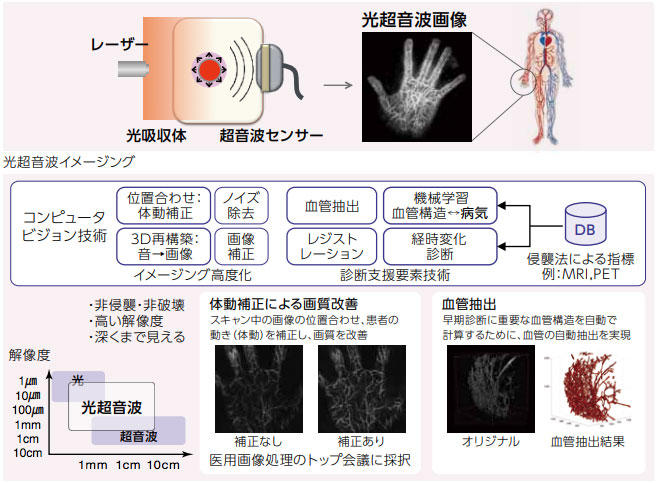 レーザー
光吸収体
超音波センサー
光超音波画像
光超音波イメージング
コンピュータ
ビジョン技術
位置合わせ：
体動補正
ノイズ
除去
3D再構築：
音→画像
画像
補正
イメージング高度化
血管抽出
機械学習
血管構造↔病気
レジスト
レーション
経時変化
診断
診断支援要素技術
DB
侵襲法による指標
例：MRI,PET
・非侵襲・非破壊
・高い解像度
・深くまで見える
解像度
1㎛
10㎛
100㎛
1mm
1cm
10cm
光
光超音波
超音波
1mm 1cm 10cm
体動補正による画質改善
スキャン中の画像の位置合わせ、患者の
動き（体動）を補正し、画質を改善
補正なし
補正あり
医用画像処理のトップ会議に採択
血管抽出
早期診断に重要な血管構造を自動で
計算するために、血管の自動抽出を実現
オリジナル
血管抽出結果